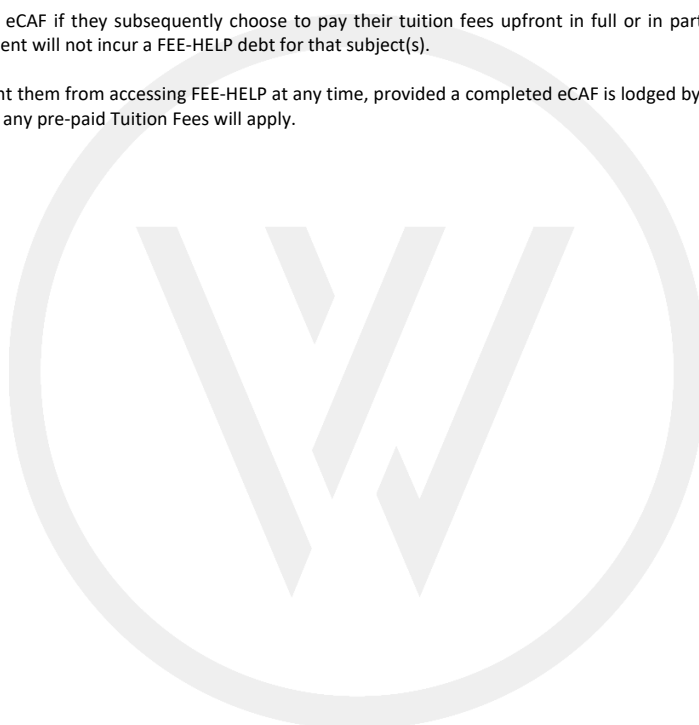 eCAF if they subsequently choose to pay their tuition fees upfront in full or in part
ent will not incur a FEE-HELP debt for that subject(s).
nt them from accessing FEE-HELP at any time, provided a completed eCAF is lodged by
any pre-paid Tuition Fees will apply.